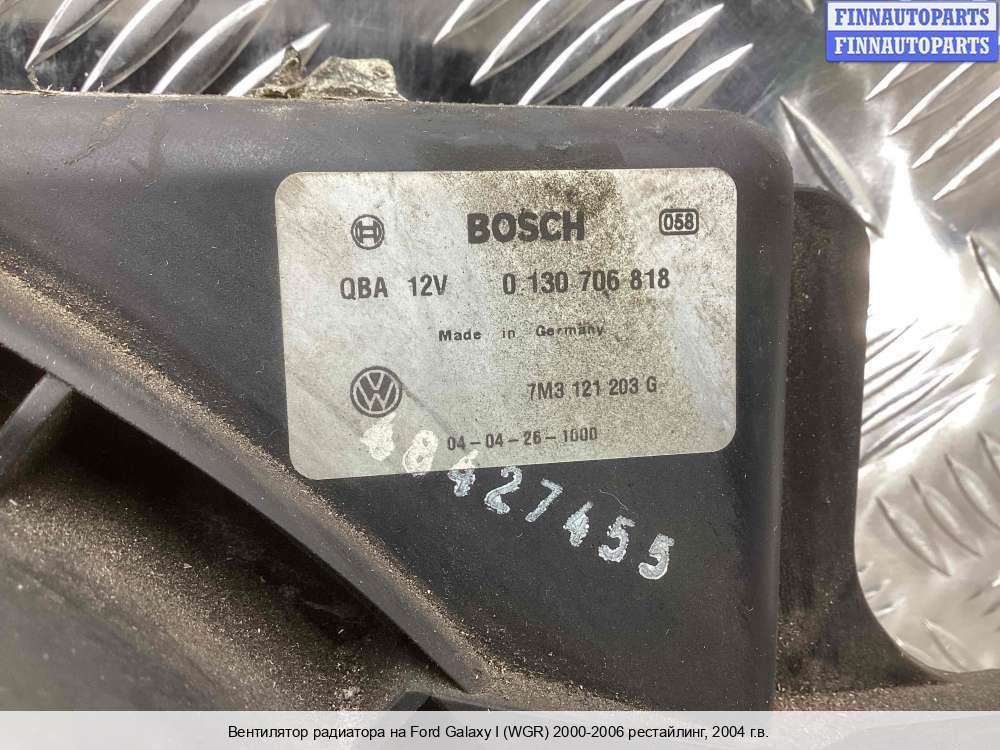 FINNAUTOPARTS
FINNAUTOPARTS
BOSCH 058
QBA 12V 0 130 706 818
Made in Germany
7M3 121 203 G
04-04-26-1000
427455
Вентилятор радиатора на Ford Galaxy I (WGR) 2000-2006 рестайлинг, 2004 г.в.